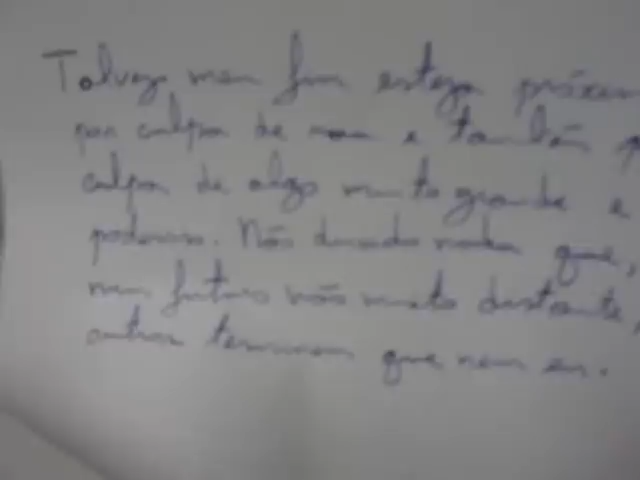 Talvez meu fim esteja próximo
por culpa de e também p
culpa de algo muito grande e
poderoso. Não duvido nada que,
num futuro não muito distante,
outros terminem que nem eu.